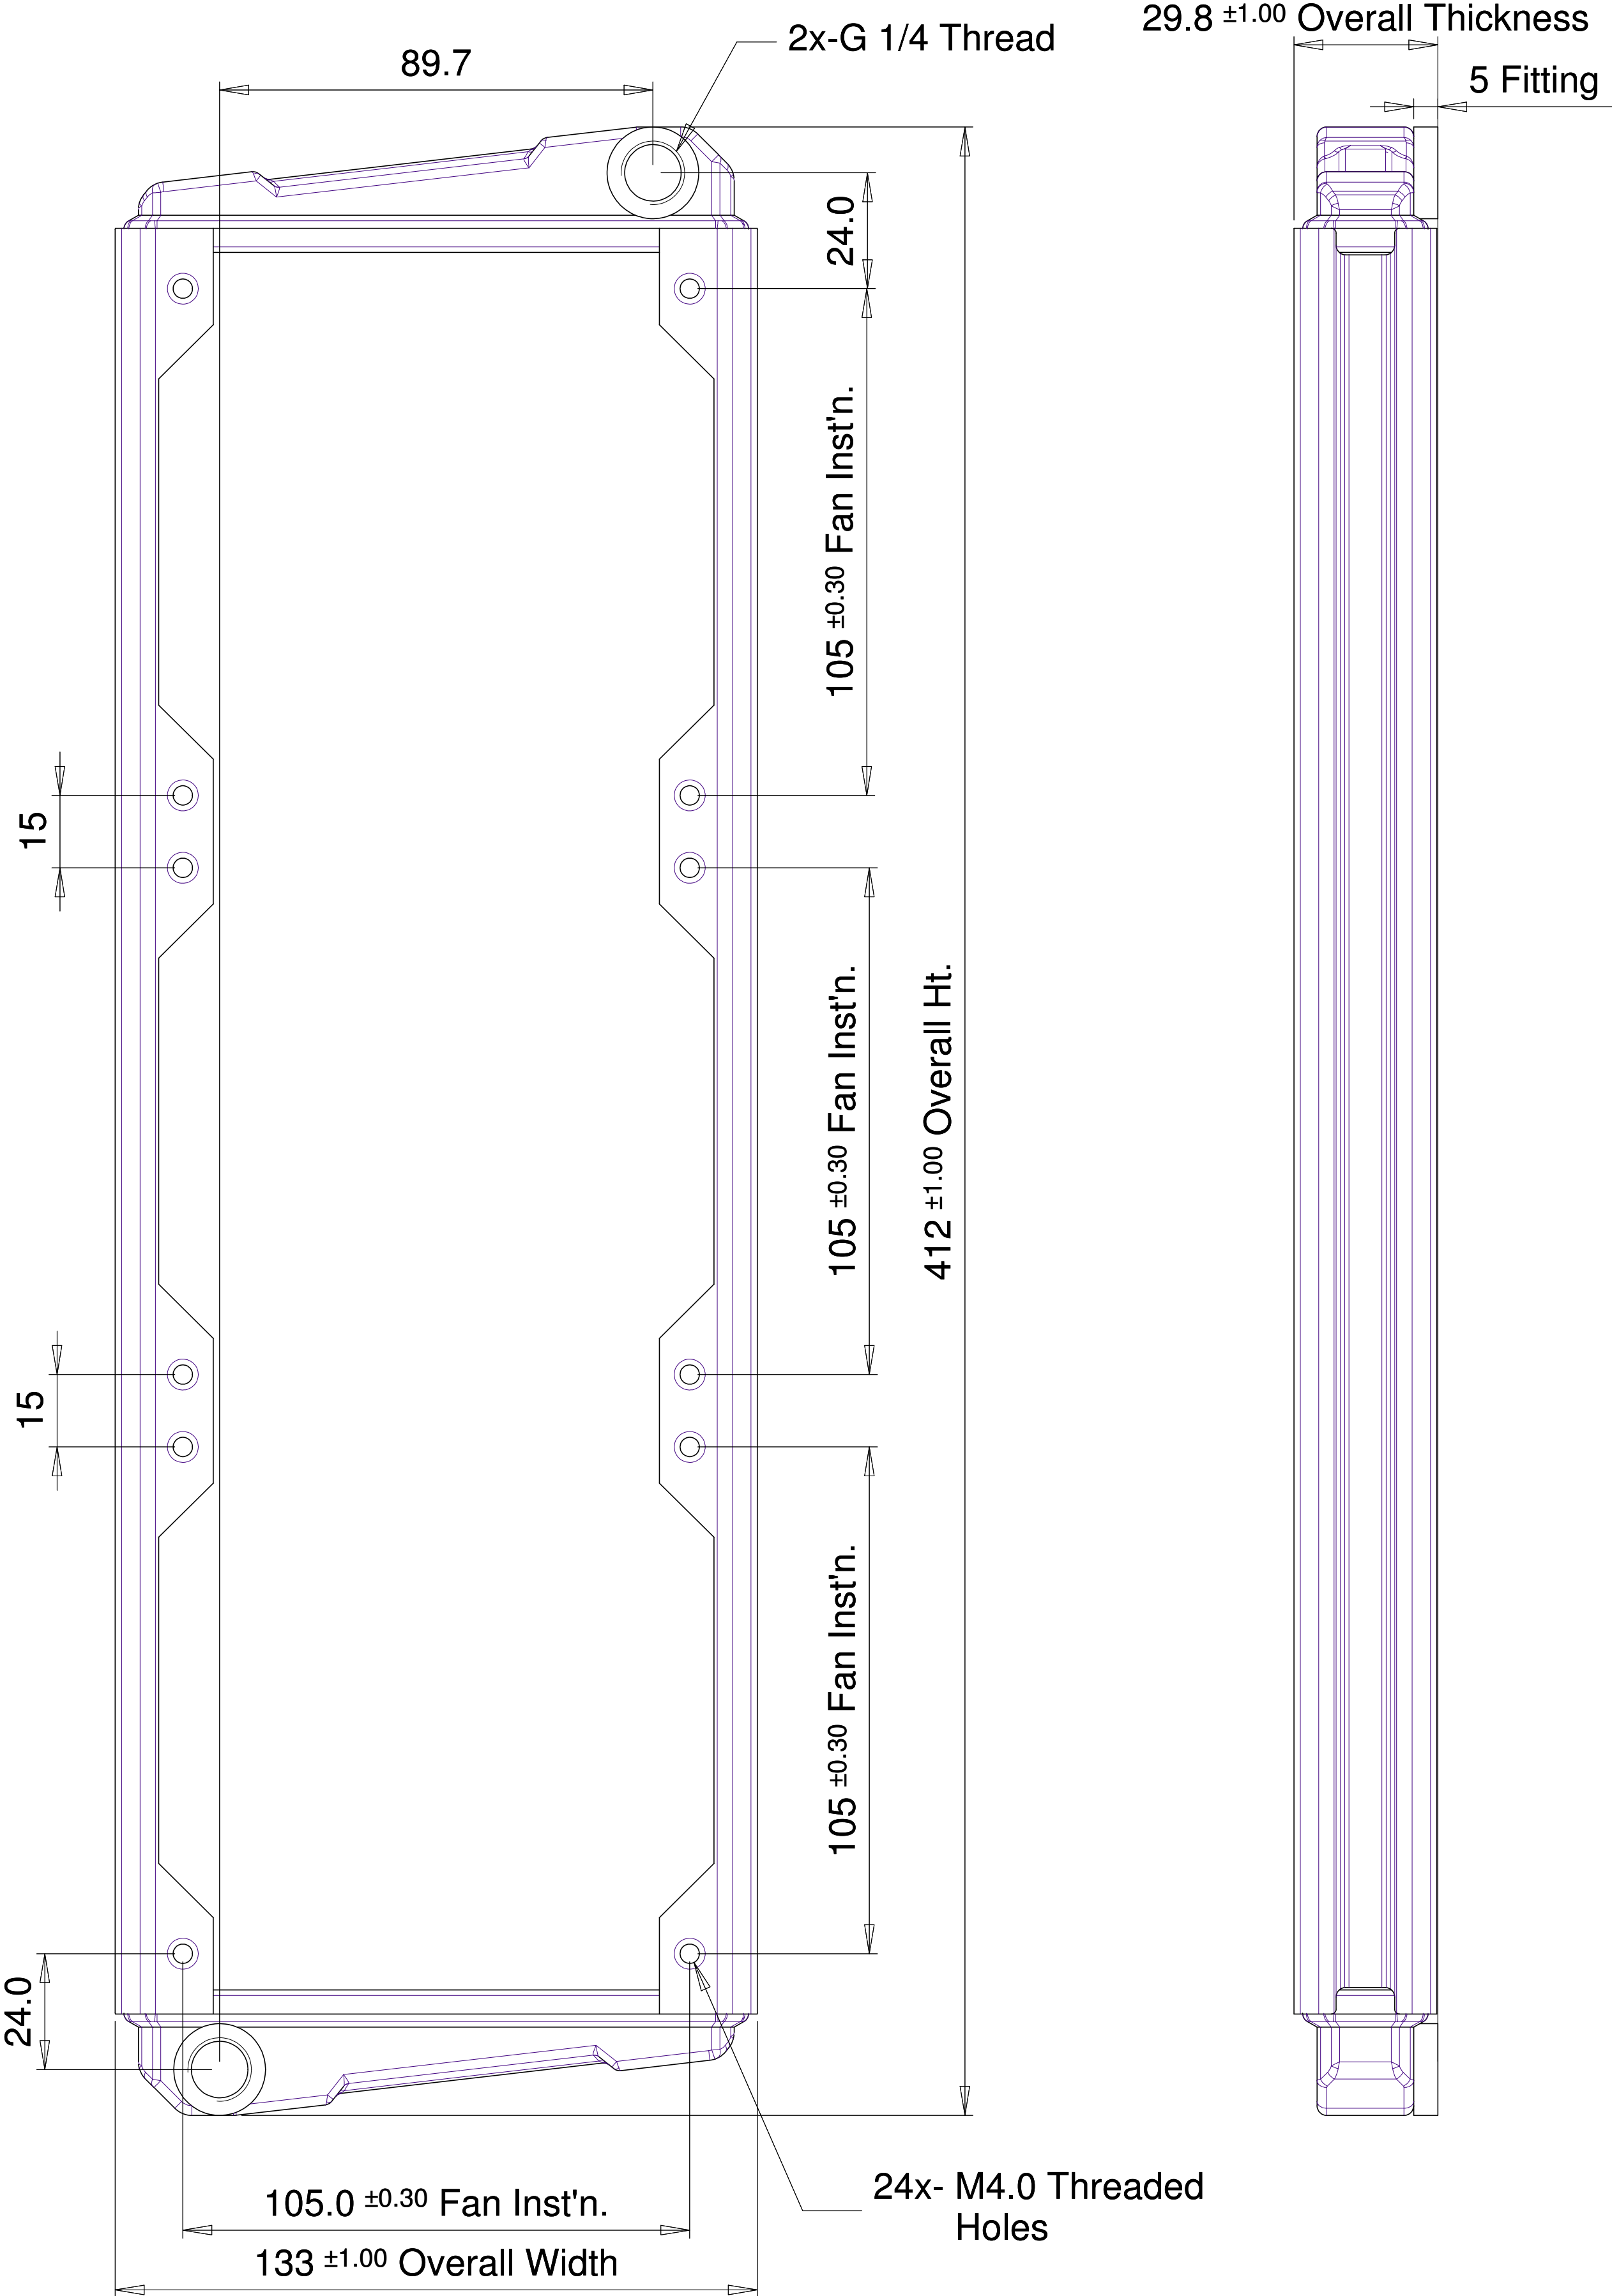 29.8 ±1.00 Overall Thickness
2x-G 1/4 Thread
89.7
5 Fitting
24.0
105 ±0.30 Fan Inst'n.
15
105 ±0.30 Fan Inst'n.
412 ±1.00 Overall Ht.
15
105 ±0.30 Fan Inst'n.
24.0
24x- M4.0 Threaded
Holes
105.0 ±0.30 Fan Inst'n.
133 ±1.00 Overall Width